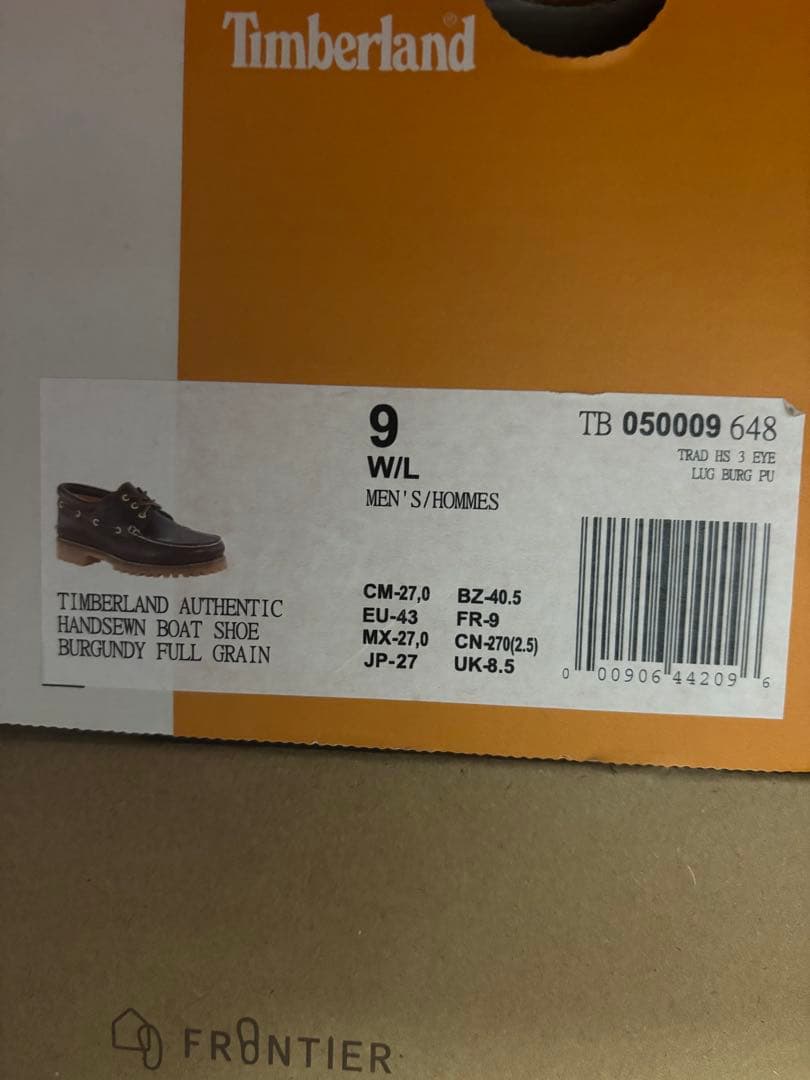 Timberland®
9
W/L
MEN'S/HOMMES
TB 050009 648
TRAD HS 3 EYE
LUG BURG PU
TIMBERLAND AUTHENTIC
HANDSEWN BOAT SHOE
BURGUNDY FULL GRAIN
CM-27,0 BZ-40.5
EU-43 FR-9
MX-27,0 CN-270(2.5)
JP-27 UK-8.5
0 00906 44209 6
FRONTIER